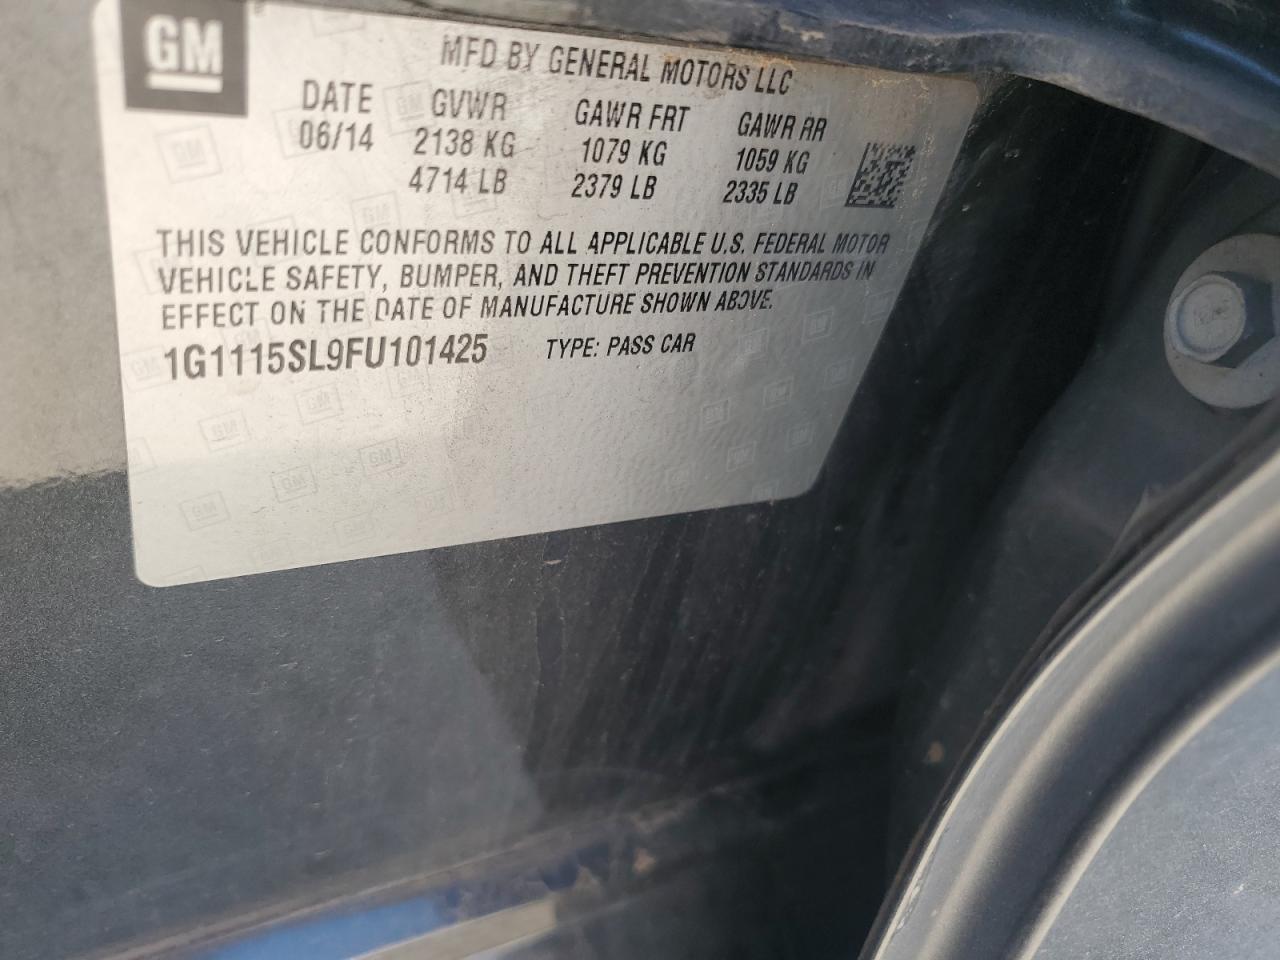 GM
MFD BY GENERAL MOTORS LLC
DATE GVWR GAWR FRT GAWR RR
06/14 2138 KG 1079 KG 1059 KG
4714 LB 2379 LB 2335 LB
THIS VEHICLE CONFORMS TO ALL APPLICABLE U.S. FEDERAL MOTOR
VEHICLE SAFETY, BUMPER, AND THEFT PREVENTION STANDARDS IN
EFFECT ON THE DATE OF MANUFACTURE SHOWN ABOVE.
1G1115SL9FU101425 TYPE: PASS CAR